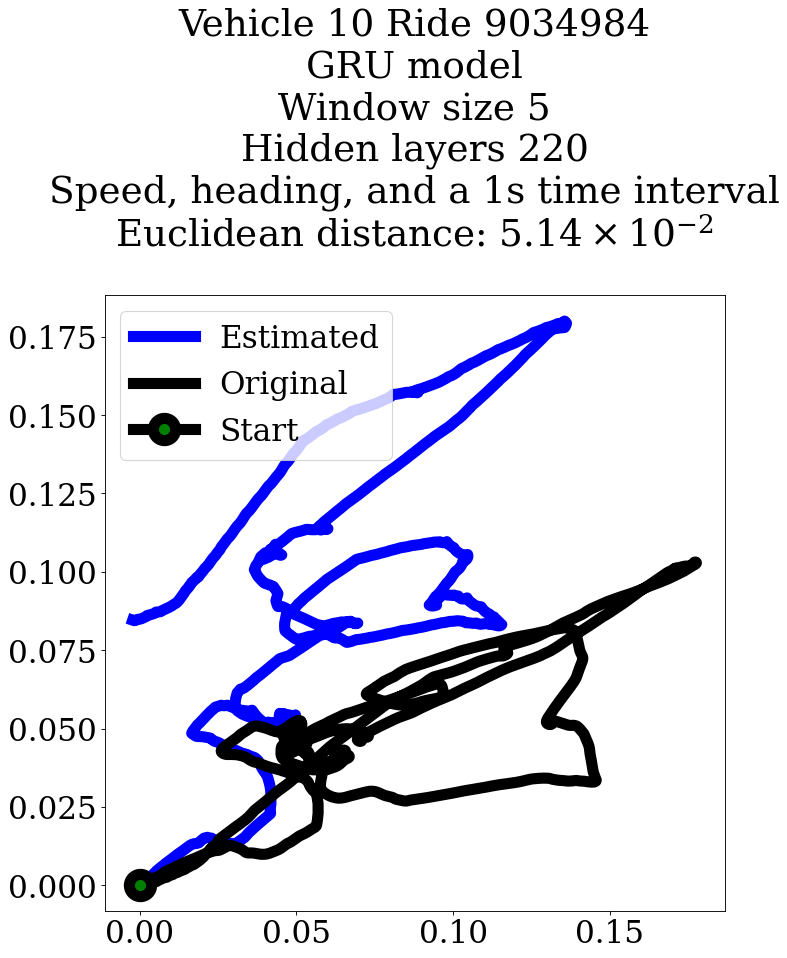 Vehicle 10 Ride 9034984
GRU model
Window size 5
Hidden layers 220
Speed, heading, and a 1s time interval
Euclidean distance: 5.14 × 10⁻²
Estimated
Original
Start
0.175
0.150
0.125
0.100
0.075
0.050
0.025
0.000
0.00 0.05 0.10 0.15